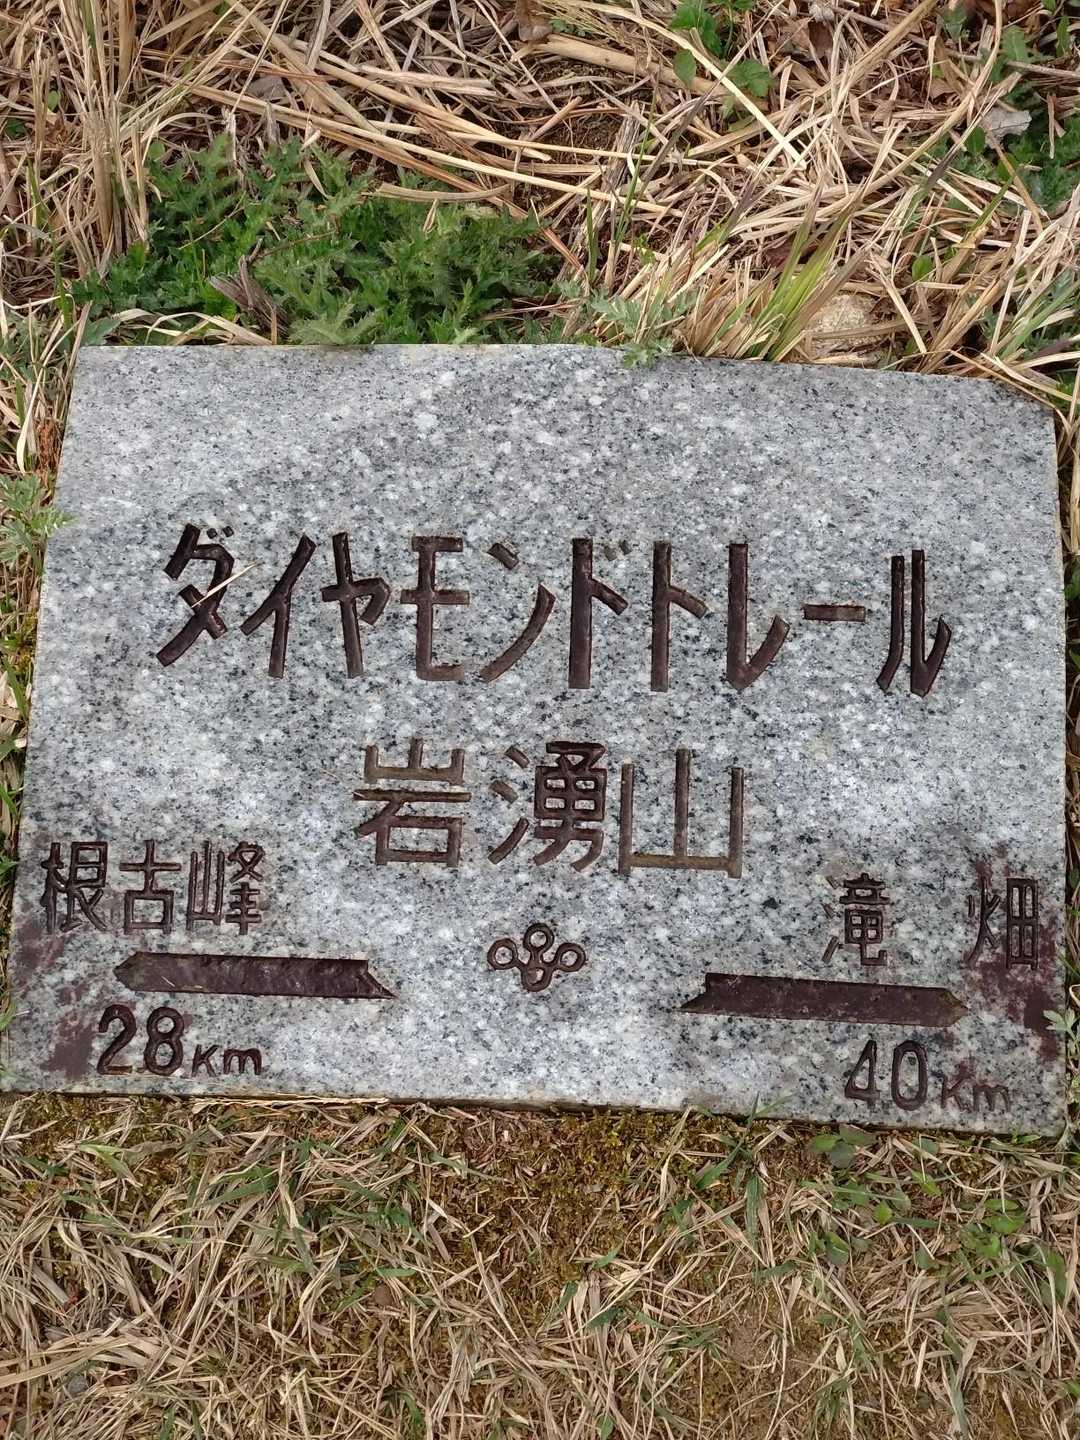 ダイヤモンドトレール
岩湧山
根古峰 滝畑
28Km 40Km